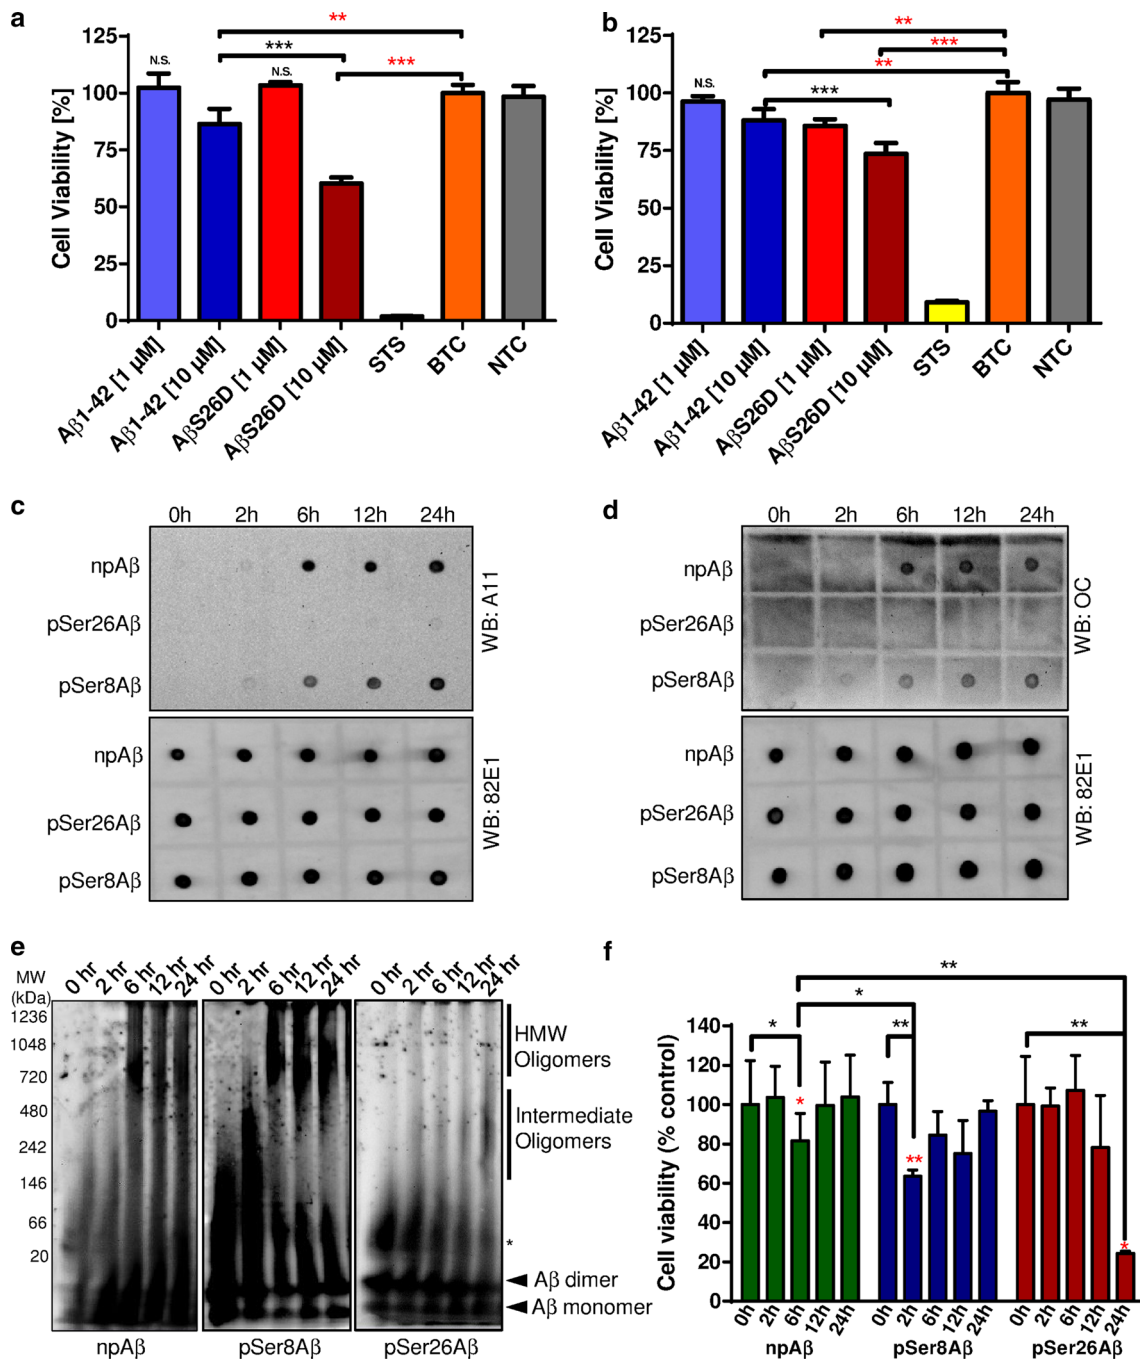 a
Cell Viability [%]
125
100
75
50
25
0
**
***
***
N.S.
N.S.
Aβ1-42 [1 μM]
Aβ1-42 [10 μM]
AβS26D [1 μM]
AβS26D [10 μM]
STS
BTC
NTC
b
Cell Viability [%]
125
100
75
50
25
0
**
***
**
***
N.S.
Aβ1-42 [1 μM]
Aβ1-42 [10 μM]
AβS26D [1 μM]
AβS26D [10 μM]
STS
BTC
NTC
c
0h 2h 6h 12h 24h
npAβ
pSer26Aβ
pSer8Aβ
WB: A11
npAβ
pSer26Aβ
pSer8Aβ
WB: 82E1
d
0h 2h 6h 12h 24h
npAβ
pSer26Aβ
pSer8Aβ
WB: OC
npAβ
pSer26Aβ
pSer8Aβ
WB: 82E1
e
MW
(kDa)
0 hr 2 hr 6 hr 12 hr 24 hr
0 hr 2 hr 6 hr 12 hr 24 hr
0 hr 2 hr 6 hr 12 hr 24 hr
1236
1048
720
480
242
146
66
20
HMW
Oligomers
Intermediate
Oligomers
*
Aβ dimer
Aβ monomer
npAβ
pSer8Aβ
pSer26Aβ
f
Cell viability (% control)
140
120
100
80
60
40
20
0
**
*
*
**
**
*
**
*
0h 2h 6h 12h 24h
0h 2h 6h 12h 24h
0h 2h 6h 12h 24h
npAβ
pSer8Aβ
pSer26Aβ